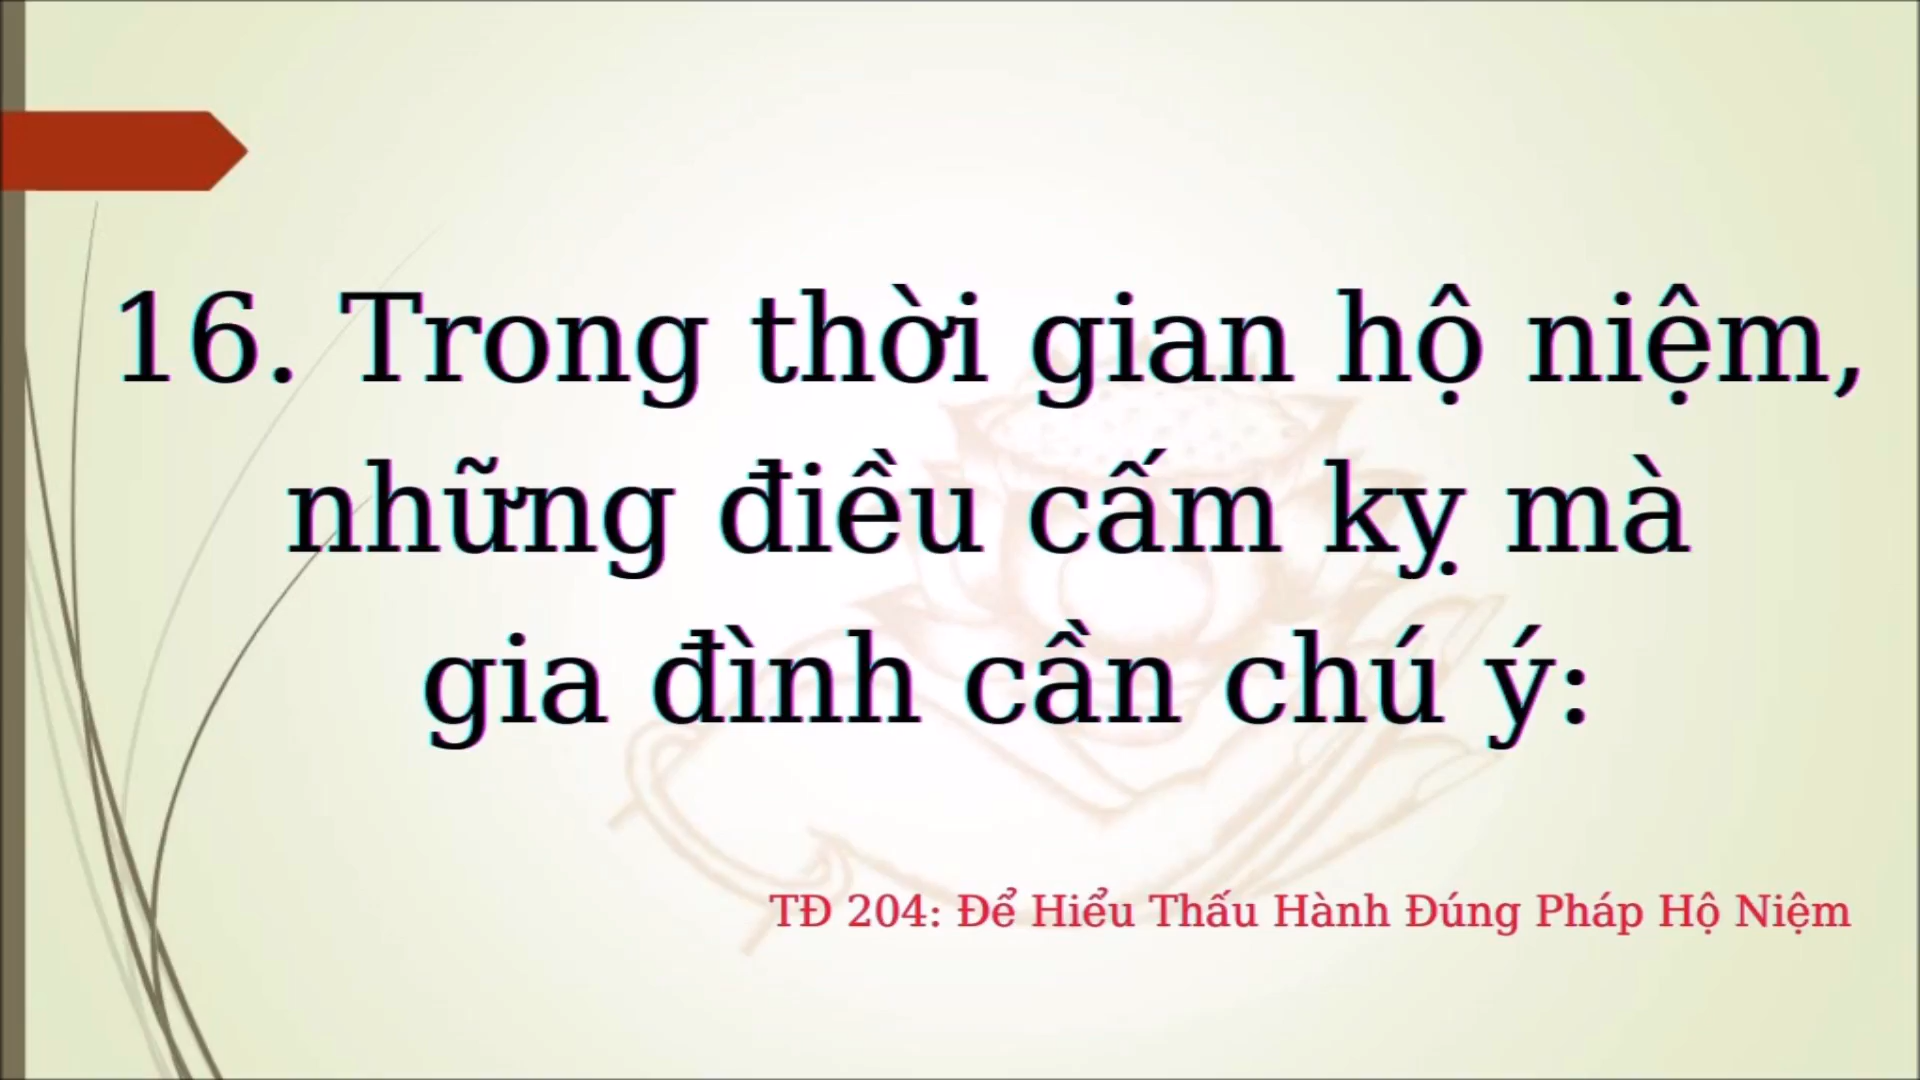 16. Trong thời gian hộ niệm,
những điều cấm kỵ mà
gia đình cần chú ý:
TĐ 204: Để Hiểu Thấu Hành Đúng Pháp Hộ Niệm